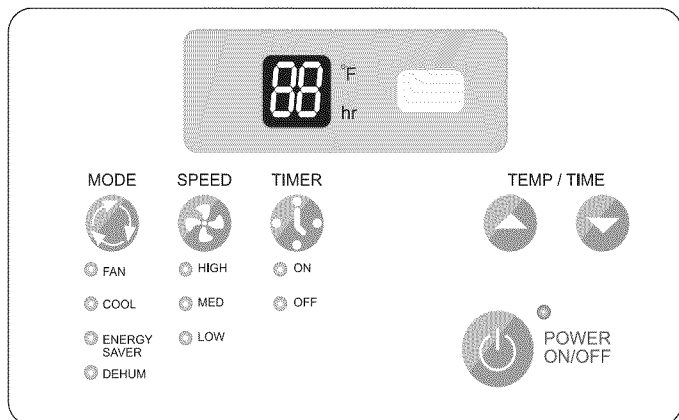 88
°F
hr
MODE
SPEED
TIMER
TEMP / TIME
FAN
HIGH
ON
COOL
MED
OFF
ENERGY
SAVER
LOW
DEHUM
POWER
ON/OFF